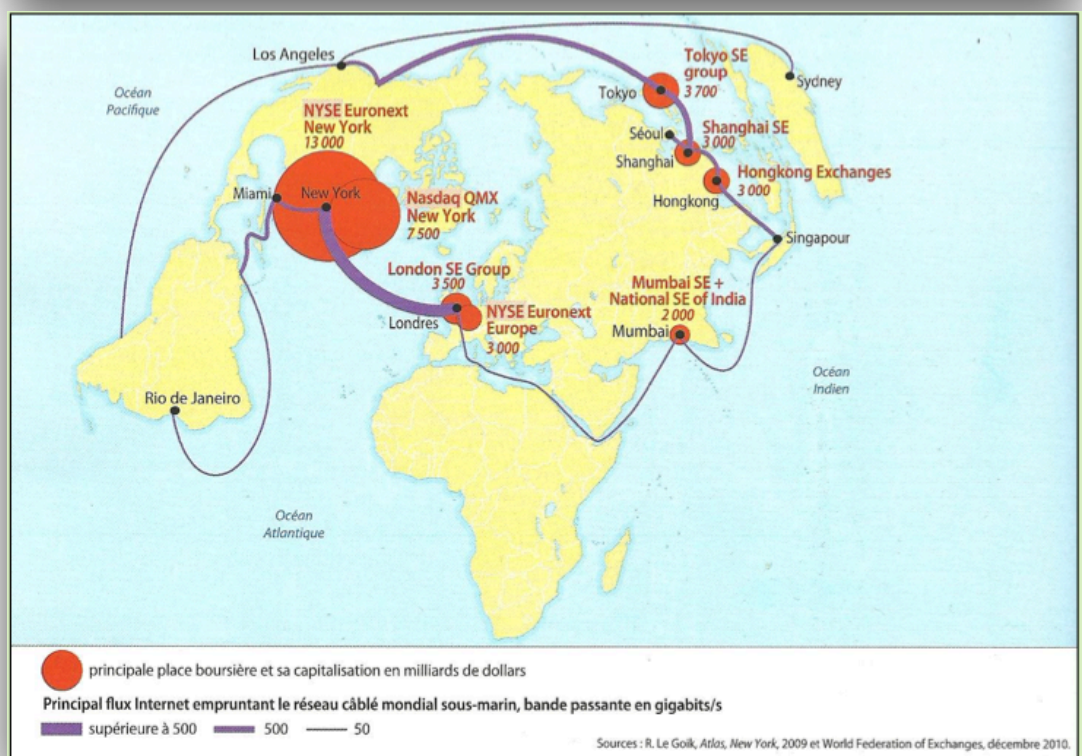 Los Angeles
Océan
Pacifique
Tokyo SE
group
3 700
Tokyo
Sydney
NYSE Euronext
New York
13 000
Séoul
Shanghai SE
3 000
Shanghai
Hongkong Exchanges
3 000
Hongkong
Miami
New York
Nasdaq QMX
New York
7 500
Singapour
London SE Group
3 500
Londres
NYSE Euronext
Europe
3 000
Mumbai SE +
National SE of India
2 000
Mumbai
Océan
Indien
Rio de Janeiro
Océan
Atlantique
principale place boursière et sa capitalisation en milliards de dollars
Principal flux Internet empruntant le réseau câblé mondial sous-marin, bande passante en gigabits/s
supérieure à 500 500 50
Sources : R. Le Goik, Atlas, New York, 2009 et World Federation of Exchanges, décembre 2010.